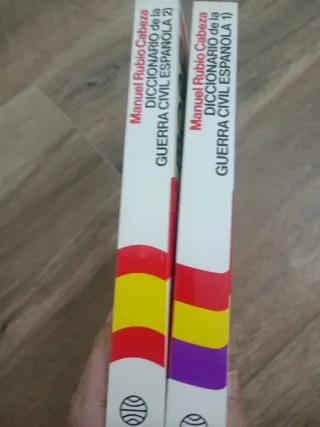 Manuel Rubio Cabeza
DICCIONARIO de la
GUERRA CIVIL ESPAÑOLA 2)
Manuel Rubio Cabeza
DICCIONARIO de la
GUERRA CIVIL ESPAÑOLA 1)